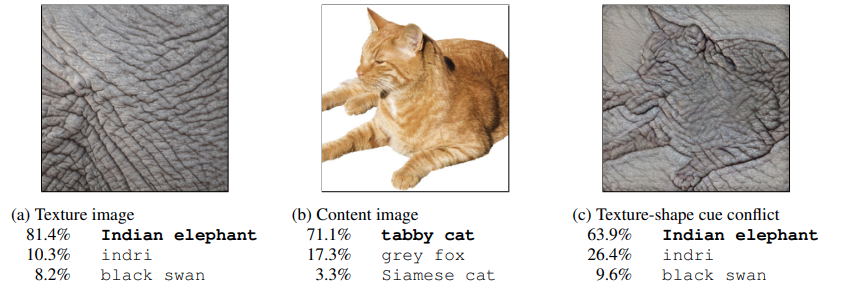 (a) Texture image
81.4% Indian elephant
10.3% indri
8.2% black swan
(b) Content image
71.1% tabby cat
17.3% grey fox
3.3% Siamese cat
(c) Texture-shape cue conflict
63.9% Indian elephant
26.4% indri
9.6% black swan